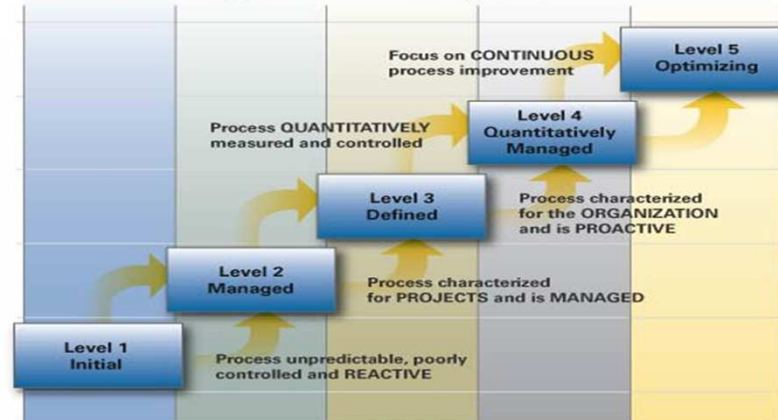 Focus on CONTINUOUS
process improvement
Level 5
Optimizing
Process QUANTITATIVELY
measured and controlled
Level 4
Quantitatively
Managed
Level 3
Defined
Process characterized
for the ORGANIZATION
and is PROACTIVE
Level 2
Managed
Process characterized
for PROJECTS and is MANAGED
Level 1
Initial
Process unpredictable, poorly
controlled and REACTIVE